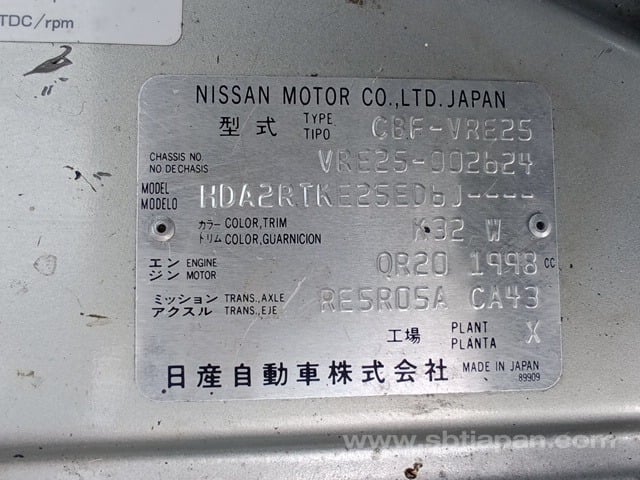 TDC/rpm
NISSAN MOTOR CO.,LTD.JAPAN
型式 TYPE TIPO CBF-VRE25
CHASSIS NO. NO DE CHASIS VRE25-002624
MODEL MODELO HDA2RTKE25ED6J----
カラー トリム COLOR,TRIM COLOR,GUARNICION K32 W
エンジン ENGINE MOTOR QR20 1998 cc
ミッション アクスル TRANS.,AXLE TRANS.,EJE RE5R05A CA43
工場 PLANT PLANTA X
日産自動車株式会社 MADE IN JAPAN
89909
www.sbtjapan.com